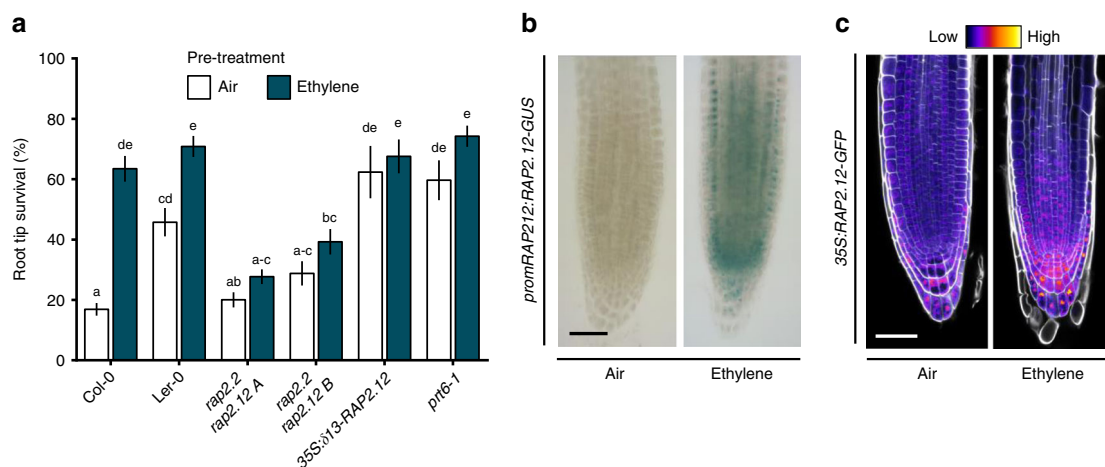 a
Pre-treatment
Air
Ethylene
Root tip survival (%)
100
80
60
40
20
0
a
de
cd
e
ab
a-c
a-c
bc
de
e
de
e
Col-0
Ler-0
rap2.2
rap2.12 A
rap2.2
rap2.12 B
35S:δ13-RAP2.12
prt6-1
b
promRAP212:RAP2.12-GUS
Air
Ethylene
c
Low
High
35S:RAP2.12-GFP
Air
Ethylene